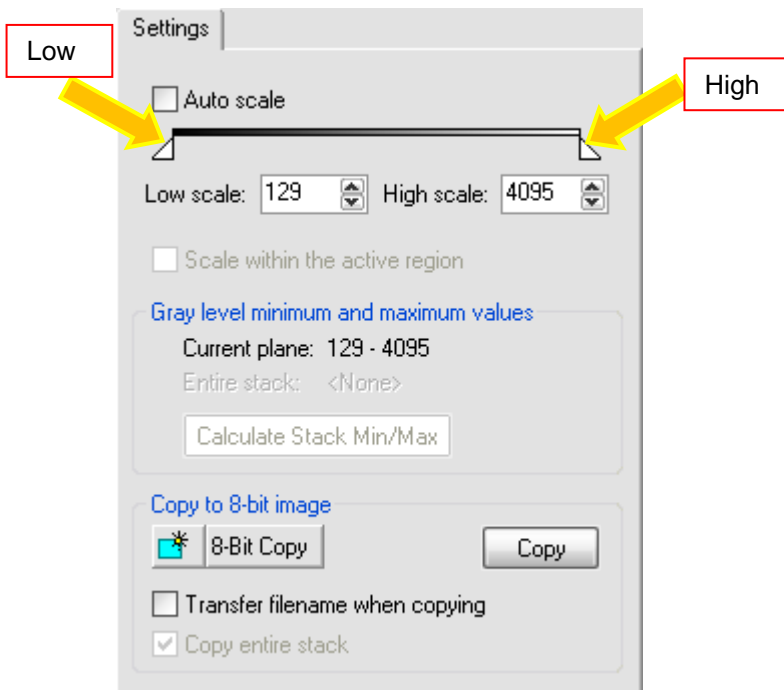 Settings
Low
Auto scale
High
Low scale: 129 High scale: 4095
Scale within the active region
Gray level minimum and maximum values
Current plane: 129 - 4095
Entire stack: <None>
Calculate Stack Min/Max
Copy to 8-bit image
8-Bit Copy Copy
Transfer filename when copying
Copy entire stack